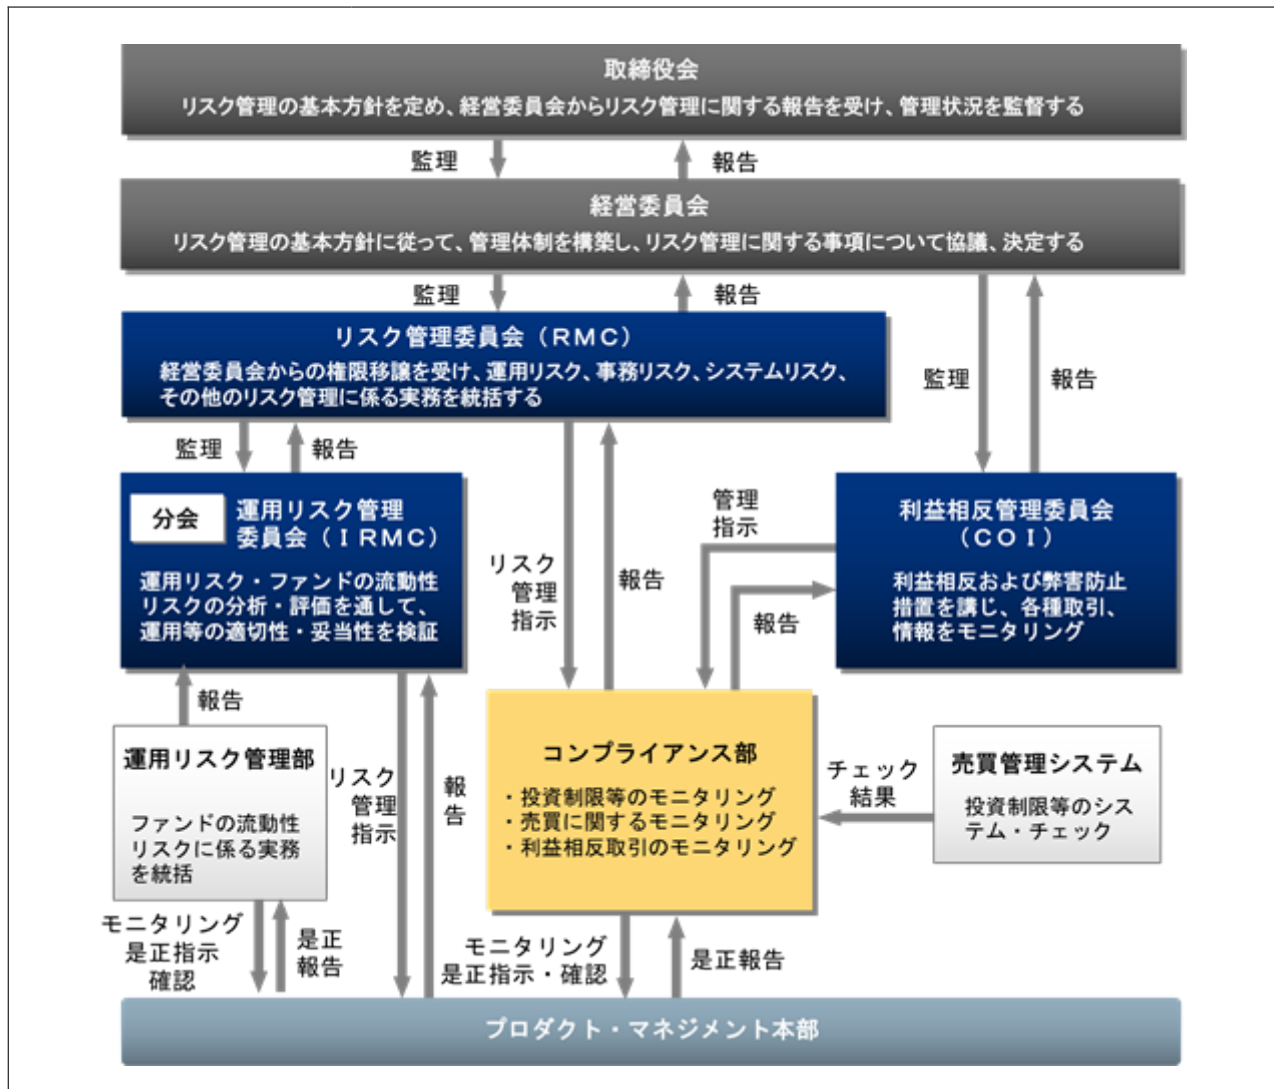 取締役会
リスク管理の基本方針を定め、経営委員会からリスク管理に関する報告を受け、管理状況を監督する
監理
報告
経営委員会
リスク管理の基本方針に従って、管理体制を構築し、リスク管理に関する事項について協議、決定する
監理
報告
リスク管理委員会（ＲＭＣ）
経営委員会からの権限移譲を受け、運用リスク、事務リスク、システムリスク、
その他のリスク管理に係る実務を統括する
監理
報告
監理
報告
分会
運用リスク管理
委員会（ＩＲＭＣ）
運用リスク・ファンドの流動性
リスクの分析・評価を通して、
運用等の適切性・妥当性を検証
リスク
管理
指示
報告
管理
指示
報告
利益相反管理委員会
（ＣＯＩ）
利益相反および弊害防止
措置を講じ、各種取引、
情報をモニタリング
報告
運用リスク管理部
ファンドの流動性
リスクに係る実務
を統括
リスク
管理
指示
報
告
コンプライアンス部
・投資制限等のモニタリング
・売買に関するモニタリング
・利益相反取引のモニタリング
チェック
結果
売買管理システム
投資制限等のシス
テム・チェック
モニタリング
是正指示
確認
是正
報告
モニタリング
是正指示・確認
是正報告
プロダクト・マネジメント本部